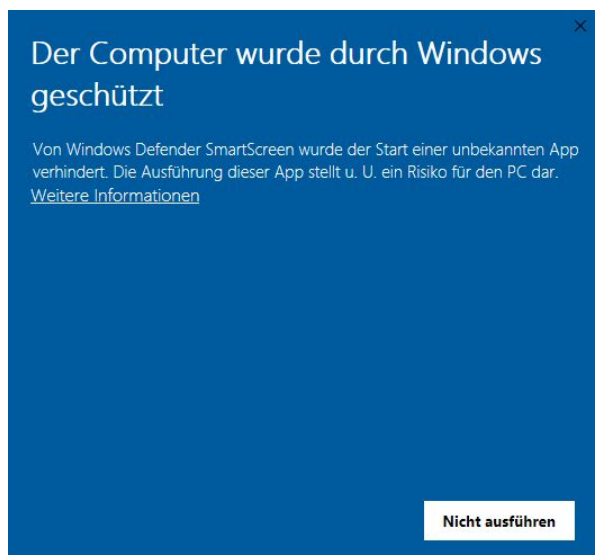 Der Computer wurde durch Windows
geschützt
Von Windows Defender SmartScreen wurde der Start einer unbekannten App
verhindert. Die Ausführung dieser App stellt u. U. ein Risiko für den PC dar.
Weitere Informationen
Nicht ausführen